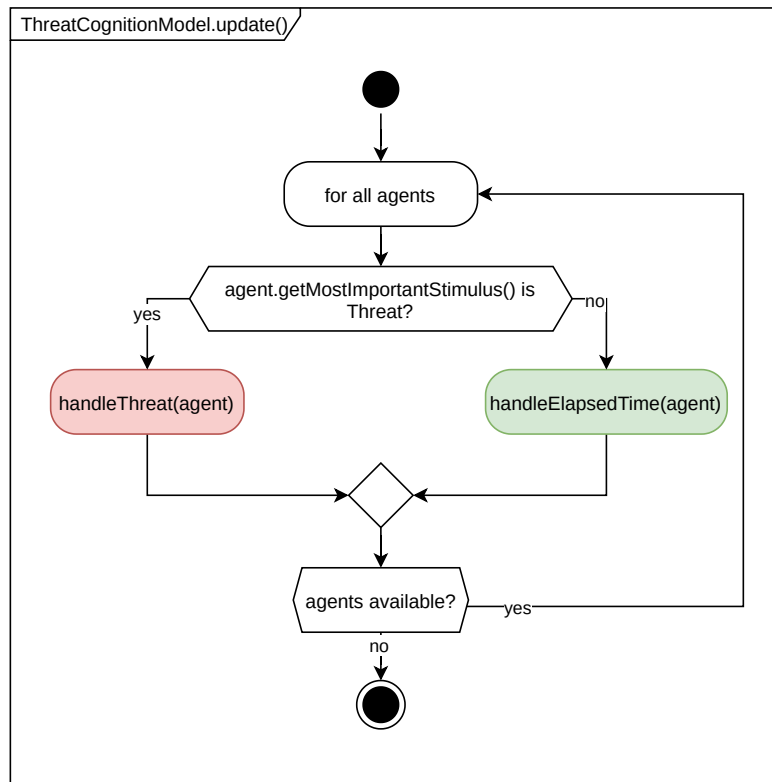 ThreatCognitionModel.update()
for all agents
agent.getMostImportantStimulus() is
Threat?
yes
no
handleThreat(agent)
handleElapsedTime(agent)
agents available?
yes
no